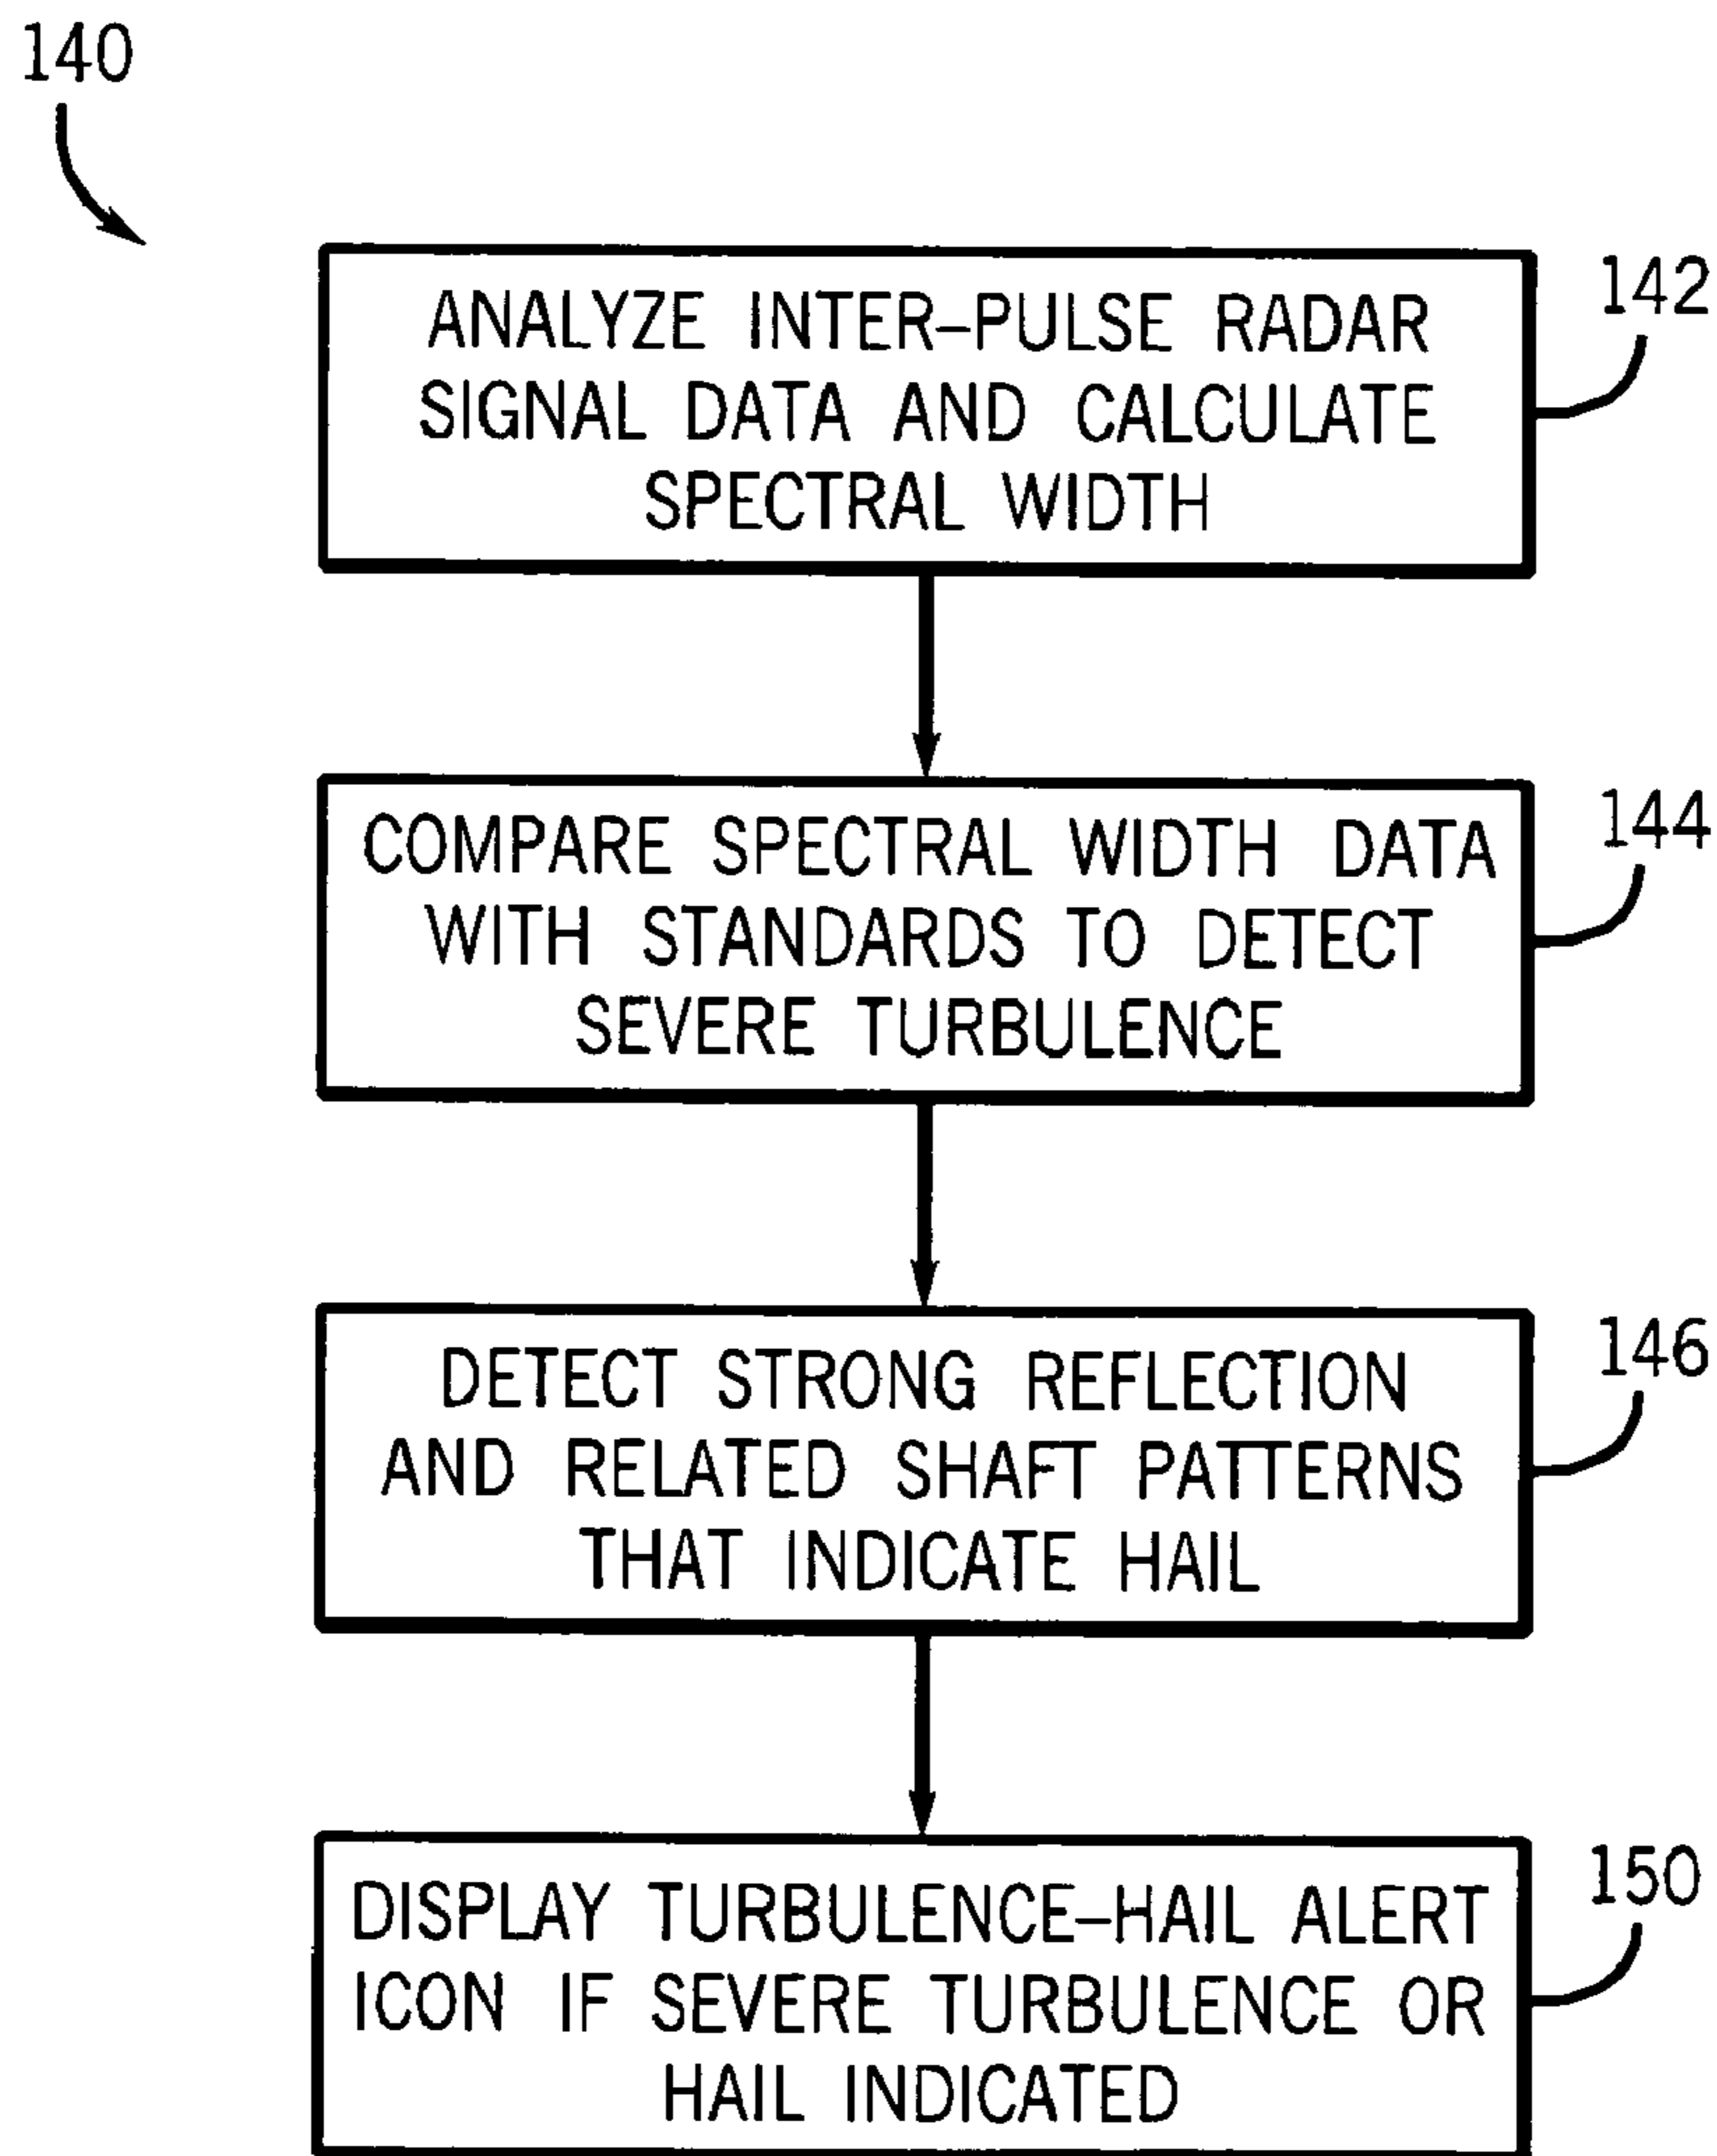 140
ANALYZE INTER-PULSE RADAR
SIGNAL DATA AND CALCULATE
SPECTRAL WIDTH
142
COMPARE SPECTRAL WIDTH DATA
WITH STANDARDS TO DETECT
SEVERE TURBULENCE
144
DETECT STRONG REFLECTION
AND RELATED SHAFT PATTERNS
THAT INDICATE HAIL
146
DISPLAY TURBULENCE-HAIL ALERT
ICON IF SEVERE TURBULENCE OR
HAIL INDICATED
150